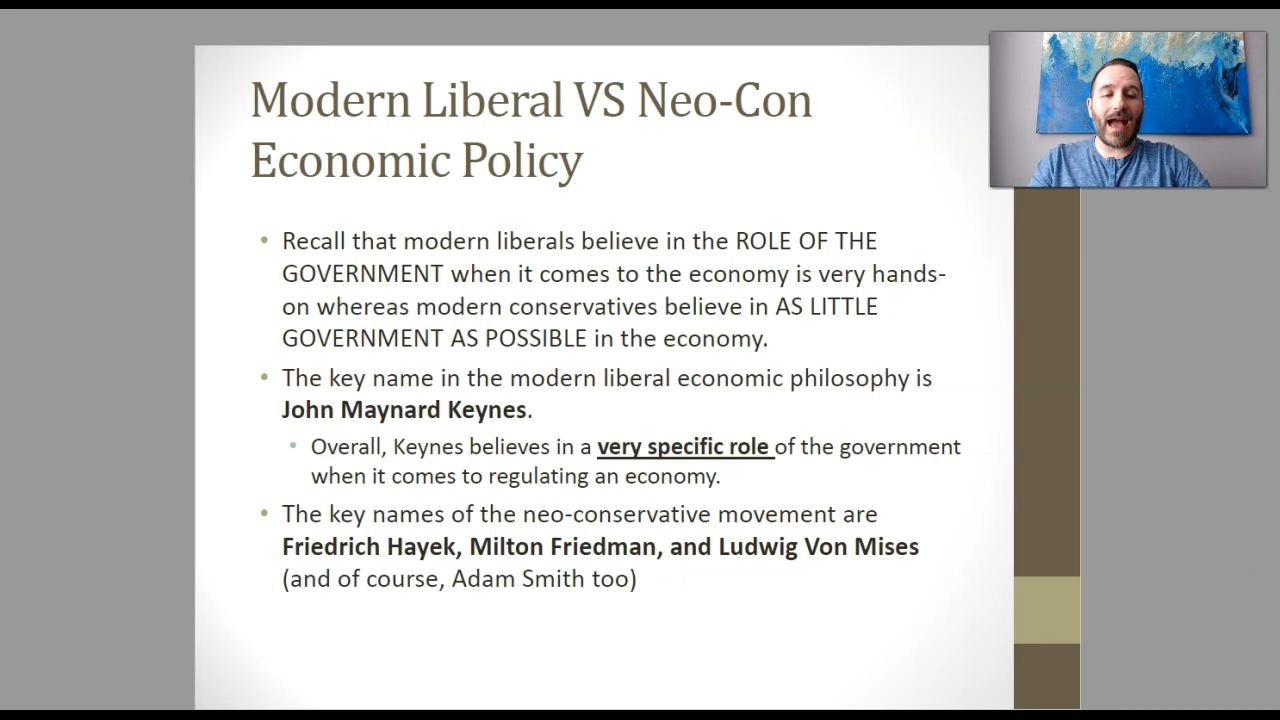 Modern Liberal VS Neo-Con
Economic Policy
• Recall that modern liberals believe in the ROLE OF THE
GOVERNMENT when it comes to the economy is very hands-
on whereas modern conservatives believe in AS LITTLE
GOVERNMENT AS POSSIBLE in the economy.
• The key name in the modern liberal economic philosophy is
John Maynard Keynes.
• Overall, Keynes believes in a very specific role of the government
when it comes to regulating an economy.
• The key names of the neo-conservative movement are
Friedrich Hayek, Milton Friedman, and Ludwig Von Mises
(and of course, Adam Smith too)